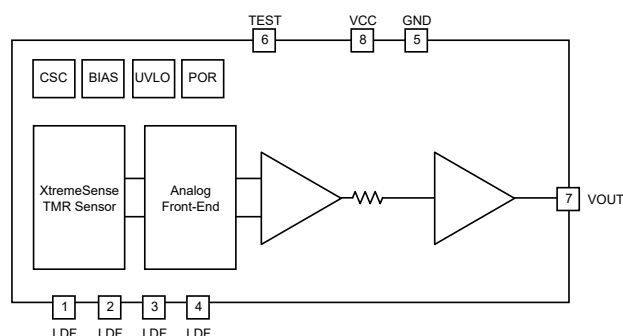 TEST VCC GND
6 8 5
CSC BIAS UVLO POR
XtremeSense
TMR Sensor
Analog
Front-End
7 VOUT
1 2 3 4